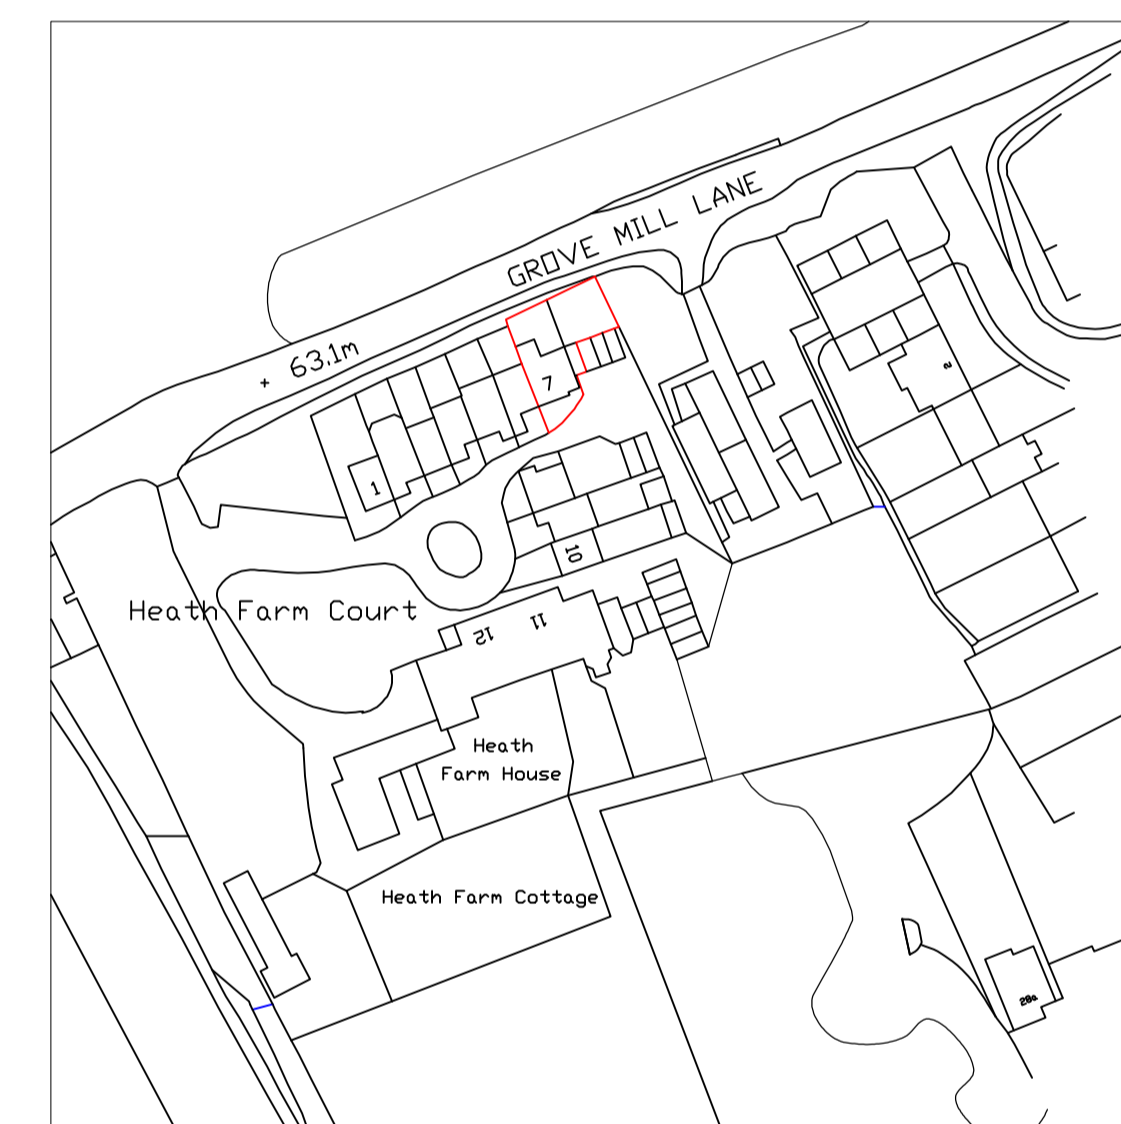 GROVE MILL LANE
63.1m
7
2
1
10
Heath Farm Court
11
12
Heath
Farm House
Heath Farm Cottage
28a